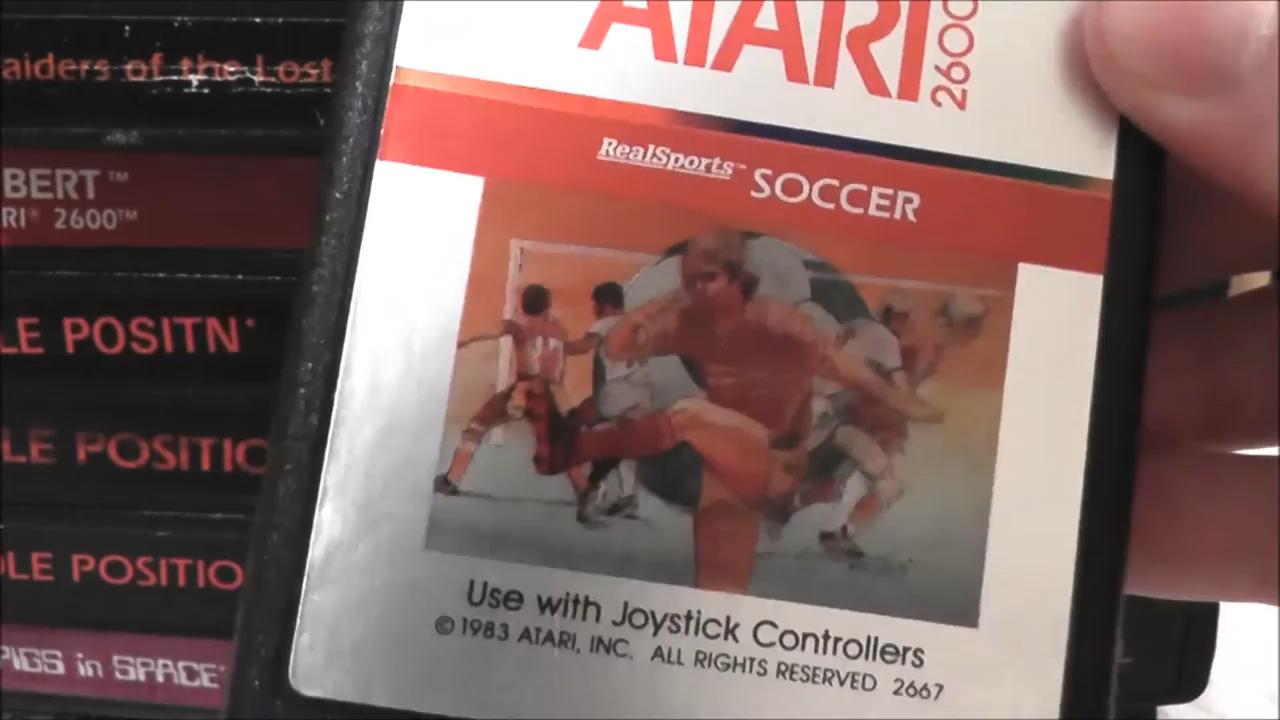 aiders of the Lost
BERT™
RI® 2600™
LE POSITN
LE POSITIO
LE POSITIO
PIGS in SPACE
ATARI
2600
RealSports™ SOCCER
Use with Joystick Controllers
© 1983 ATARI, INC. ALL RIGHTS RESERVED 2667